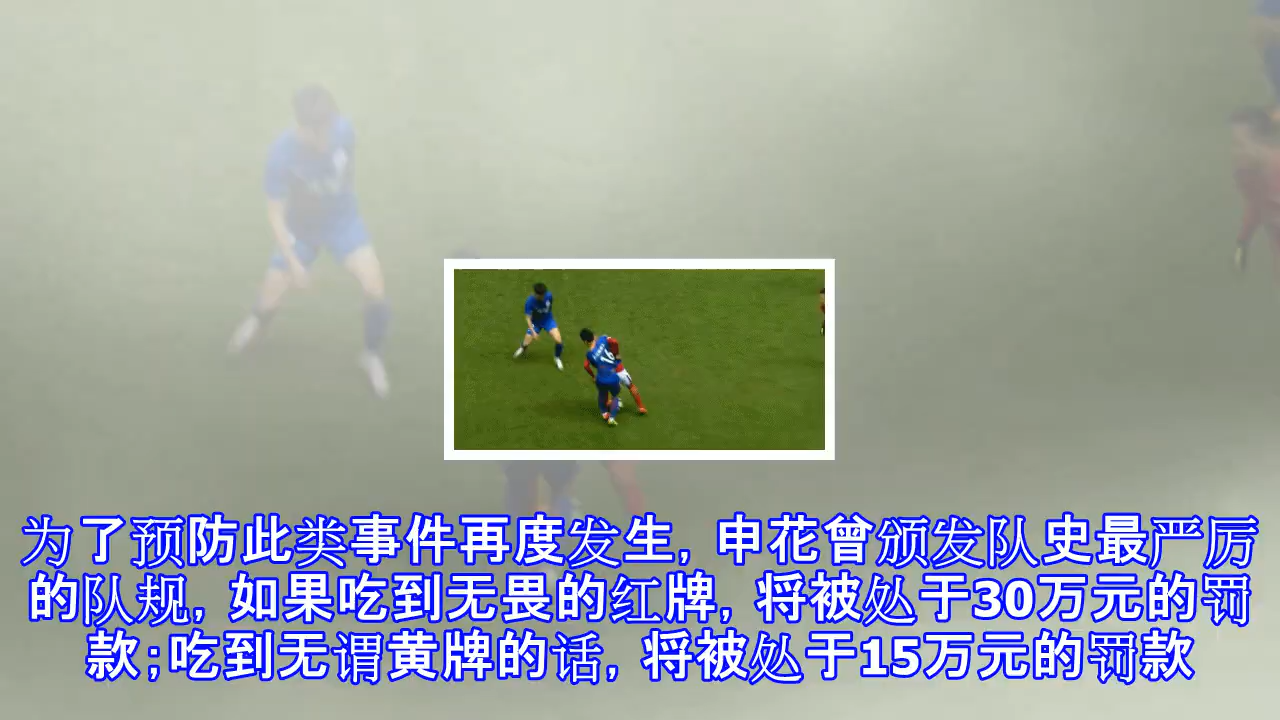 16
为了预防此类事件再度发生，申花曾颁发队史最严厉
的队规，如果吃到无畏的红牌，将被处于30万元的罚
款；吃到无谓黄牌的话，将被处于15万元的罚款